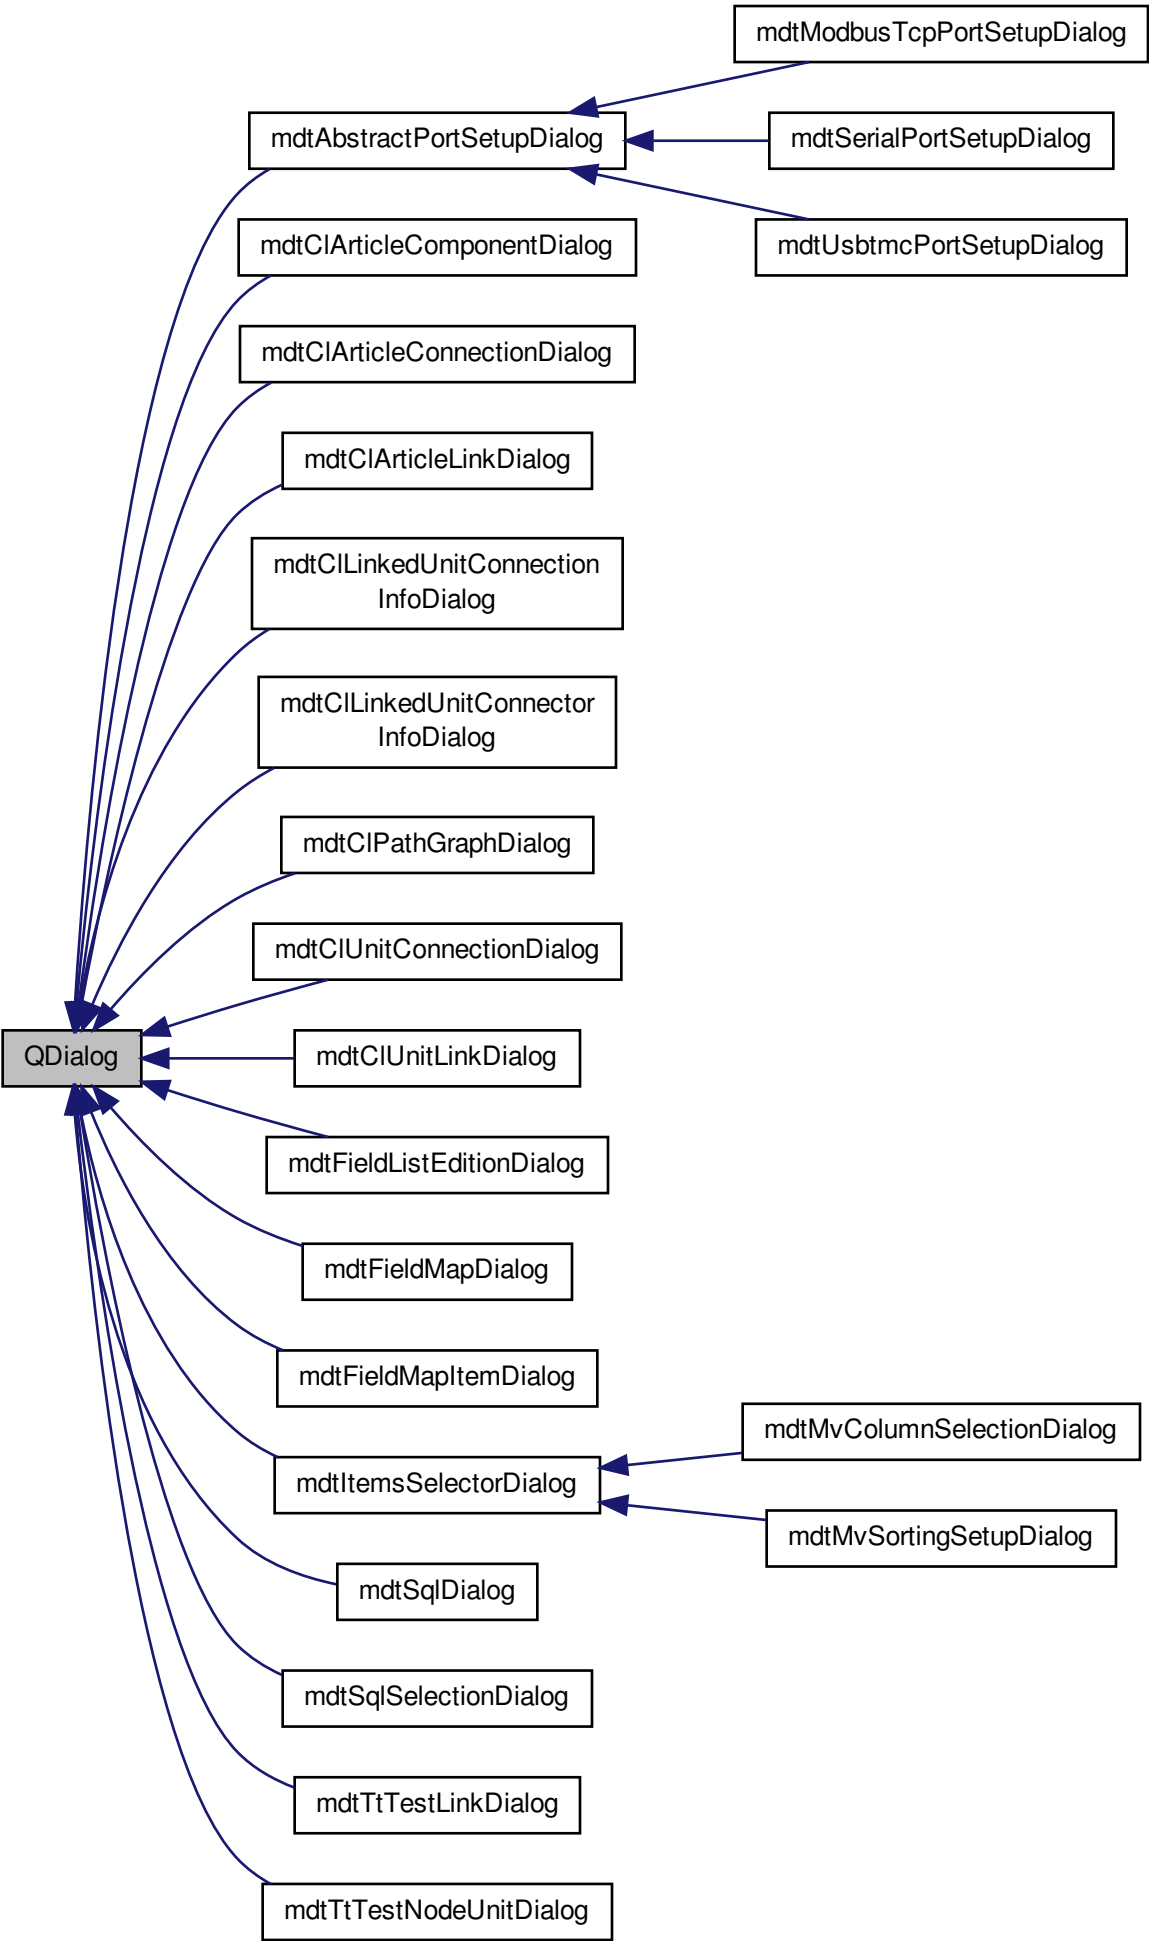 mdtModbusTcpPortSetupDialog
mdtAbstractPortSetupDialog
mdtSerialPortSetupDialog
mdtUsbtmcPortSetupDialog
mdtClArticleComponentDialog
mdtClArticleConnectionDialog
mdtClArticleLinkDialog
mdtClLinkedUnitConnection
InfoDialog
mdtClLinkedUnitConnector
InfoDialog
mdtClPathGraphDialog
mdtClUnitConnectionDialog
QDialog
mdtClUnitLinkDialog
mdtFieldListEditionDialog
mdtFieldMapDialog
mdtFieldMapItemDialog
mdtMvColumnSelectionDialog
mdtItemsSelectorDialog
mdtMvSortingSetupDialog
mdtSqlDialog
mdtSqlSelectionDialog
mdtTtTestLinkDialog
mdtTtTestNodeUnitDialog